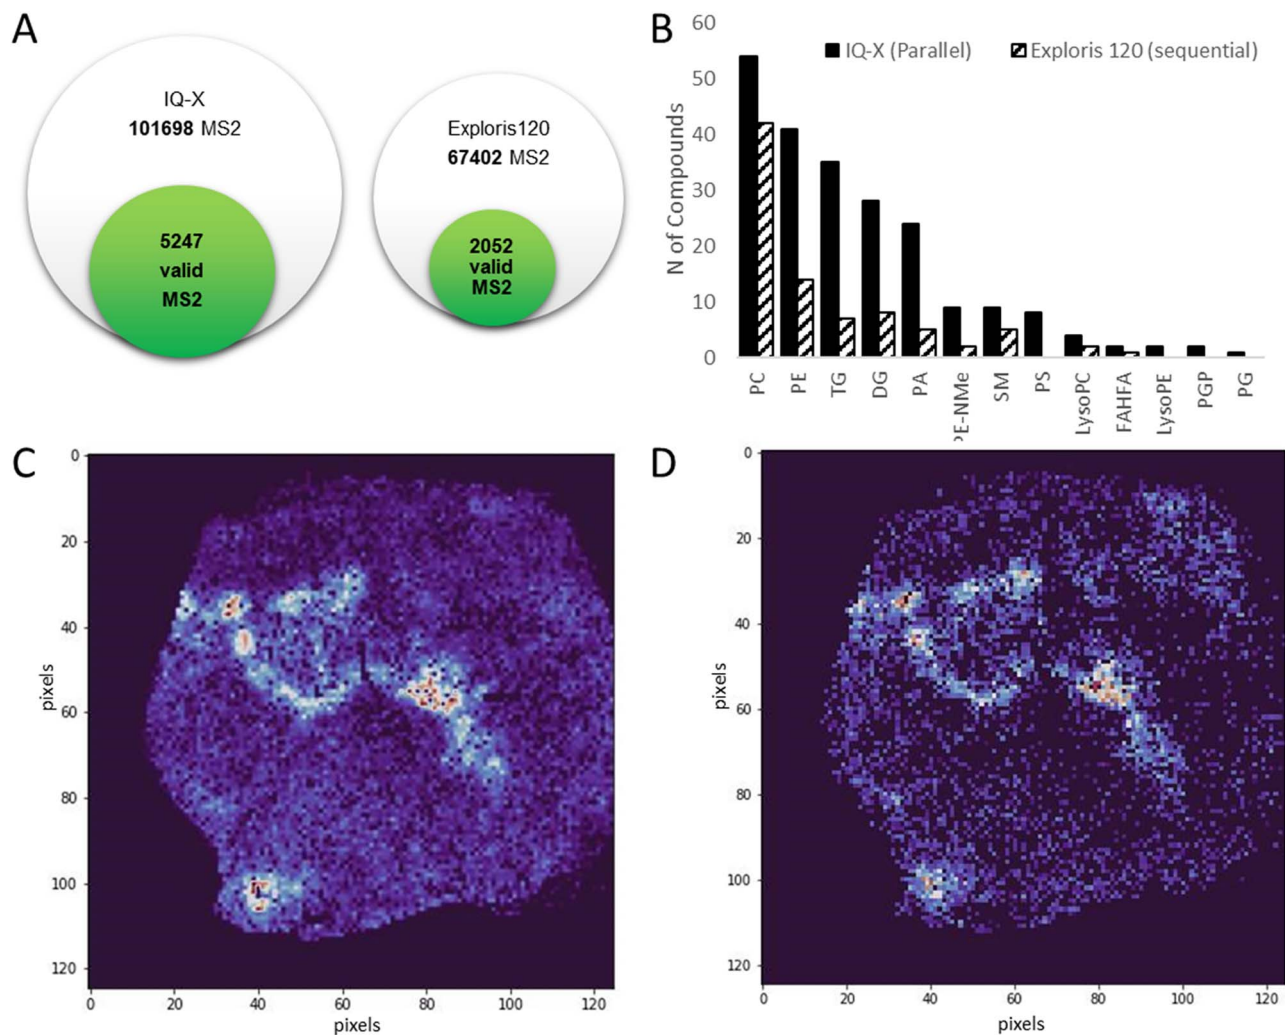 A
IQ-X
101698 MS2
5247
valid
MS2
Exploris120
67402 MS2
2052
valid
MS2
B
IQ-X (Parallel)
Exploris 120 (sequential)
N of Compounds
60
50
40
30
20
10
0
PC
PE
TG
DG
PA
PE-NMe
SM
PS
LysoPC
FAHFA
LysoPE
PGP
PG
C
pixels
0
20
40
60
80
100
120
0 20 40 60 80 100 120
pixels
D
pixels
0
20
40
60
80
100
120
0 20 40 60 80 100 120
pixels